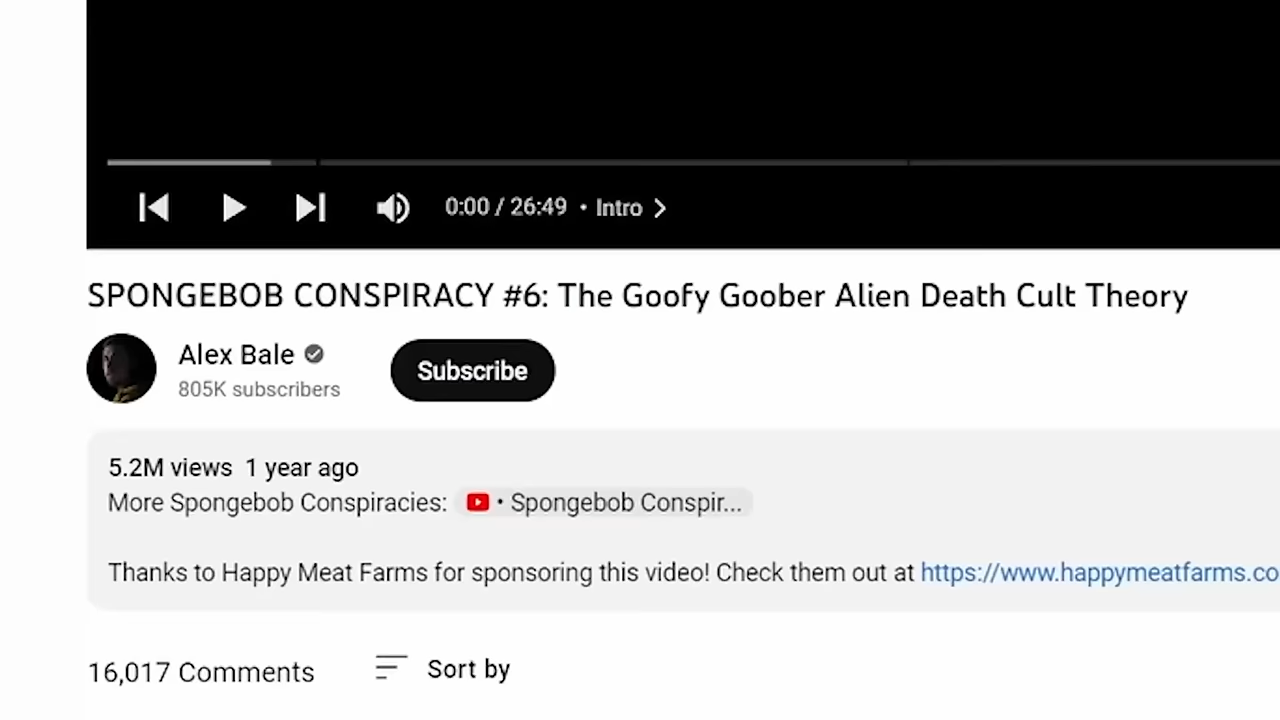 0:00 / 26:49 • Intro
SPONGEBOB CONSPIRACY #6: The Goofy Goober Alien Death Cult Theory
Alex Bale
805K subscribers
Subscribe
5.2M views 1 year ago
More Spongebob Conspiracies: • Spongebob Conspir...
Thanks to Happy Meat Farms for sponsoring this video! Check them out at https://www.happymeatfarms.co
16,017 Comments
Sort by